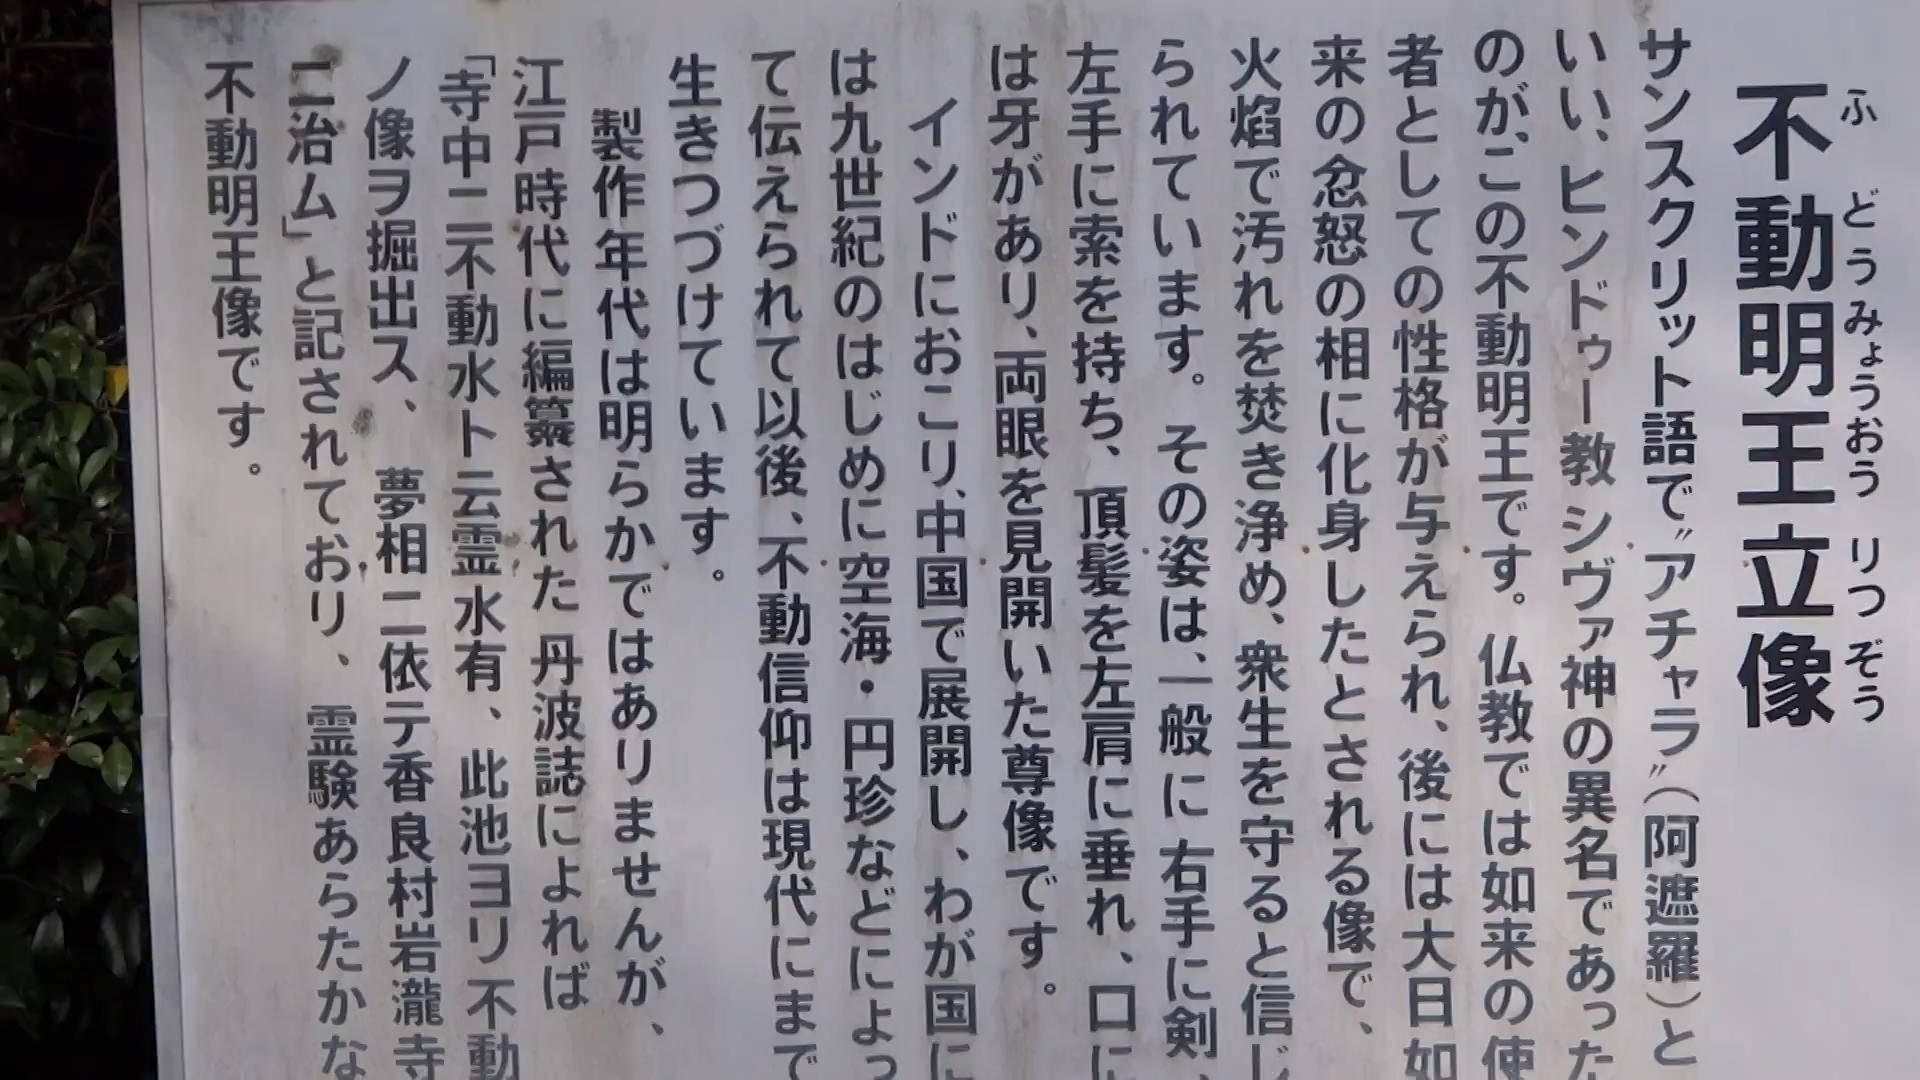 不動明王立像
ふどうみょうおうりつぞう
サンスクリット語で〝アチャラ〟(阿遮羅)と
いい、ヒンドゥー教 シヴァ神の異名であった
のが、この不動明王です。仏教では如来の使
者としての性格が与えられ、後には大日如
来の忿怒の相に化身したとされる像で、
火焰で汚れを焚き浄め、衆生を守ると信じ
られています。その姿は、一般に 右手に剣、
左手に索を持ち、頂髪を左肩に垂れ、口に
は牙があり、両眼を見開いた尊像です。
インドにおこり、中国で展開し、わが国に
は九世紀のはじめに空海・円珍などによっ
て伝えられて以後、不動信仰は現代にまで
生きつづけています。
製作年代は明らかではありませんが、
江戸時代に編纂された 丹波誌によれば
「寺中ニ不動水ト云霊水有、此池ヨリ不動
ノ像ヲ掘出ス、夢相ニ依テ香良村岩瀧寺
ニ治ム」と記されており、霊験あらたかな
不動明王像です。